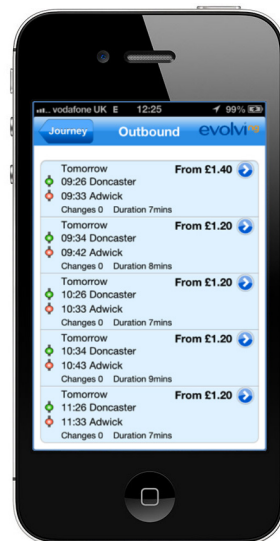 vodafone UK E 12:25 99%
Journey Outbound evolvi
Tomorrow From £1.40
09:26 Doncaster
09:33 Adwick
Changes 0 Duration 7mins
Tomorrow From £1.20
09:34 Doncaster
09:42 Adwick
Changes 0 Duration 8mins
Tomorrow From £1.20
10:26 Doncaster
10:33 Adwick
Changes 0 Duration 7mins
Tomorrow From £1.20
10:34 Doncaster
10:43 Adwick
Changes 0 Duration 9mins
Tomorrow From £1.20
11:26 Doncaster
11:33 Adwick
Changes 0 Duration 7mins